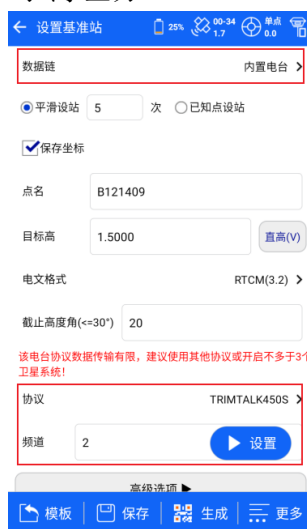 设置基准站 25% 00-34 1.7 单点 0.0
数据链 内置电台
平滑设站 5 次 已知点设站
保存坐标
点名 B121409
目标高 1.5000 直高(V)
电文格式 RTCM(3.2)
截止高度角(<=30°) 20
该电台协议数据传输有限，建议使用其他协议或开启不多于3个
卫星系统！
协议 TRIMTALK450S
频道 2 设置
高级选项
模板 保存 生成 更多